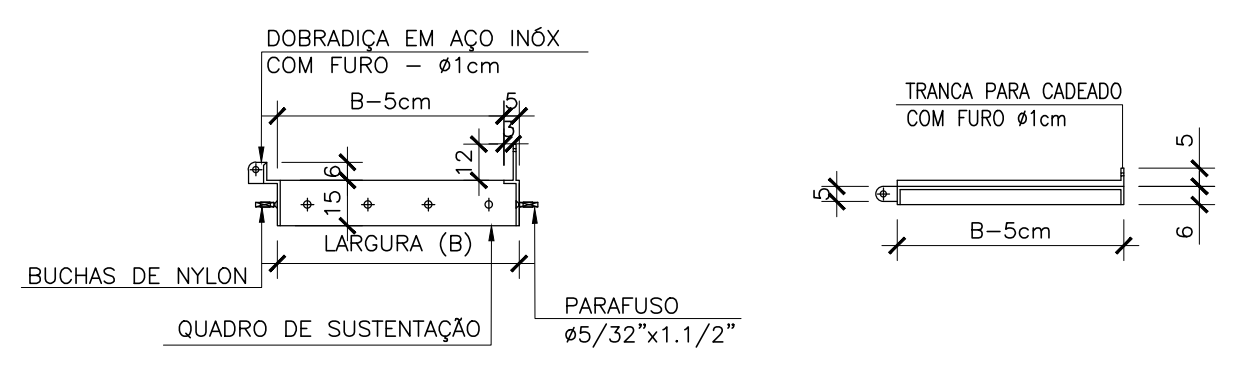 DOBRADIÇA EM AÇO INÓX
COM FURO – ø1cm
B–5cm
5
3
12
6
15
LARGURA (B)
BUCHAS DE NYLON
QUADRO DE SUSTENTAÇÃO
PARAFUSO
ø5/32"x1.1/2"
TRANCA PARA CADEADO
COM FURO ø1cm
5
5
6
B–5cm